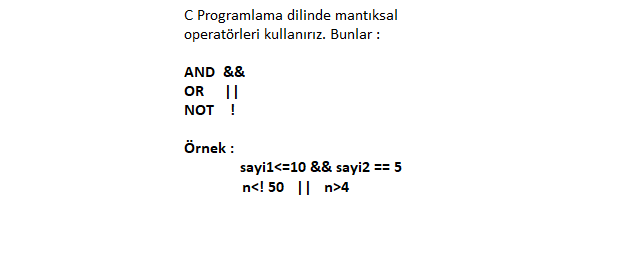 C Programlama dilinde mantıksal
operatörleri kullanırız. Bunlar :
AND &&
OR ||
NOT !
Örnek :
sayi1<=10 && sayi2 == 5
n<! 50 || n>4